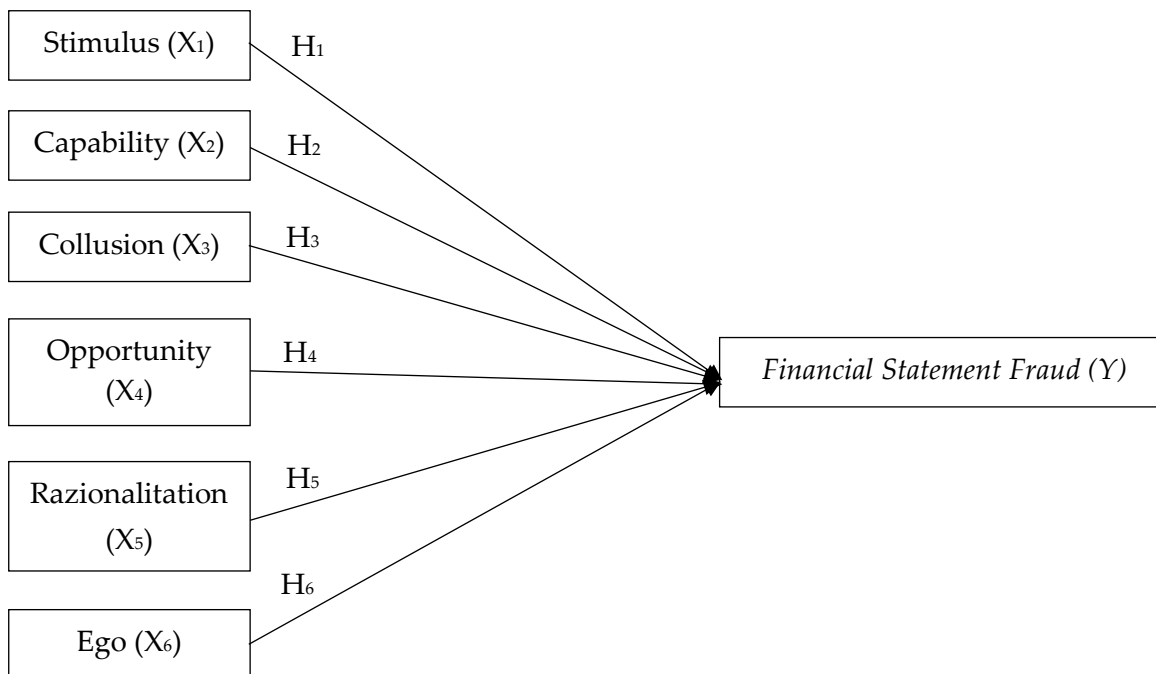 Stimulus (X₁)
H₁
Capability (X₂)
H₂
Collusion (X₃)
H₃
Opportunity
(X₄)
H₄
Financial Statement Fraud (Y)
Razionalitation
(X₅)
H₅
H₆
Ego (X₆)